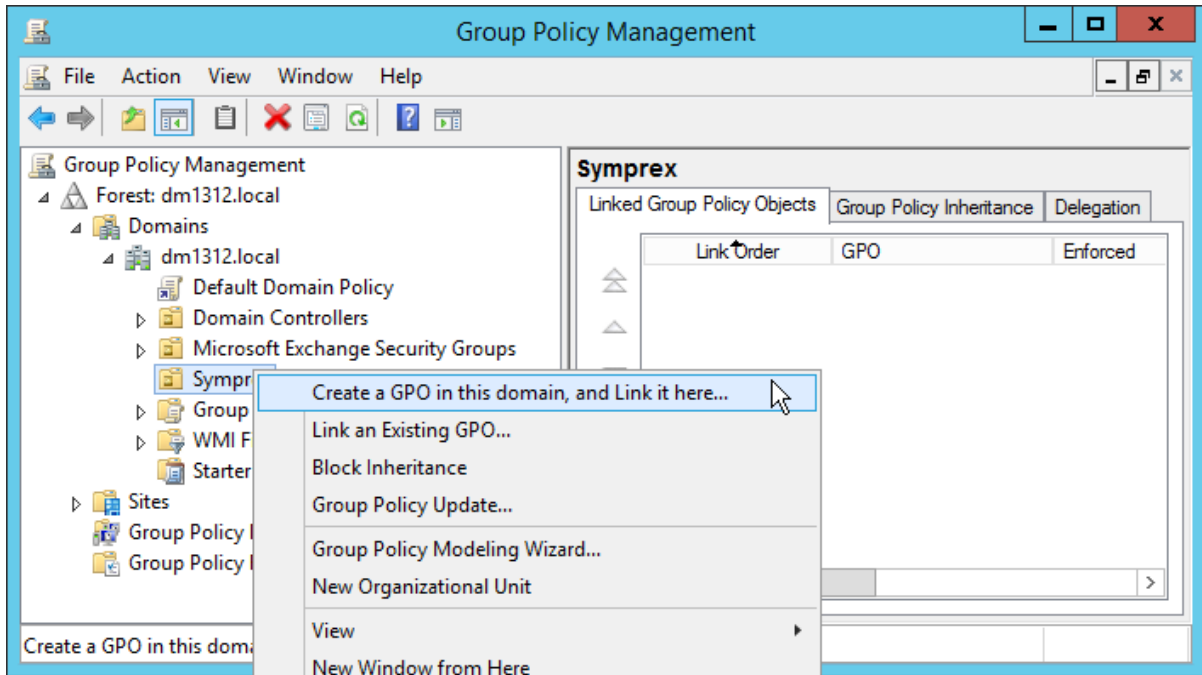 Group Policy Management
File Action View Window Help
Group Policy Management
Forest: dm1312.local
Domains
dm1312.local
Default Domain Policy
Domain Controllers
Microsoft Exchange Security Groups
Sympr
Group
WMI F
Starter
Sites
Group Policy
Group Policy
Symprex
Linked Group Policy Objects Group Policy Inheritance Delegation
Link Order GPO Enforced
Create a GPO in this domain, and Link it here...
Link an Existing GPO...
Block Inheritance
Group Policy Update...
Group Policy Modeling Wizard...
New Organizational Unit
View
New Window from Here
Create a GPO in this doma